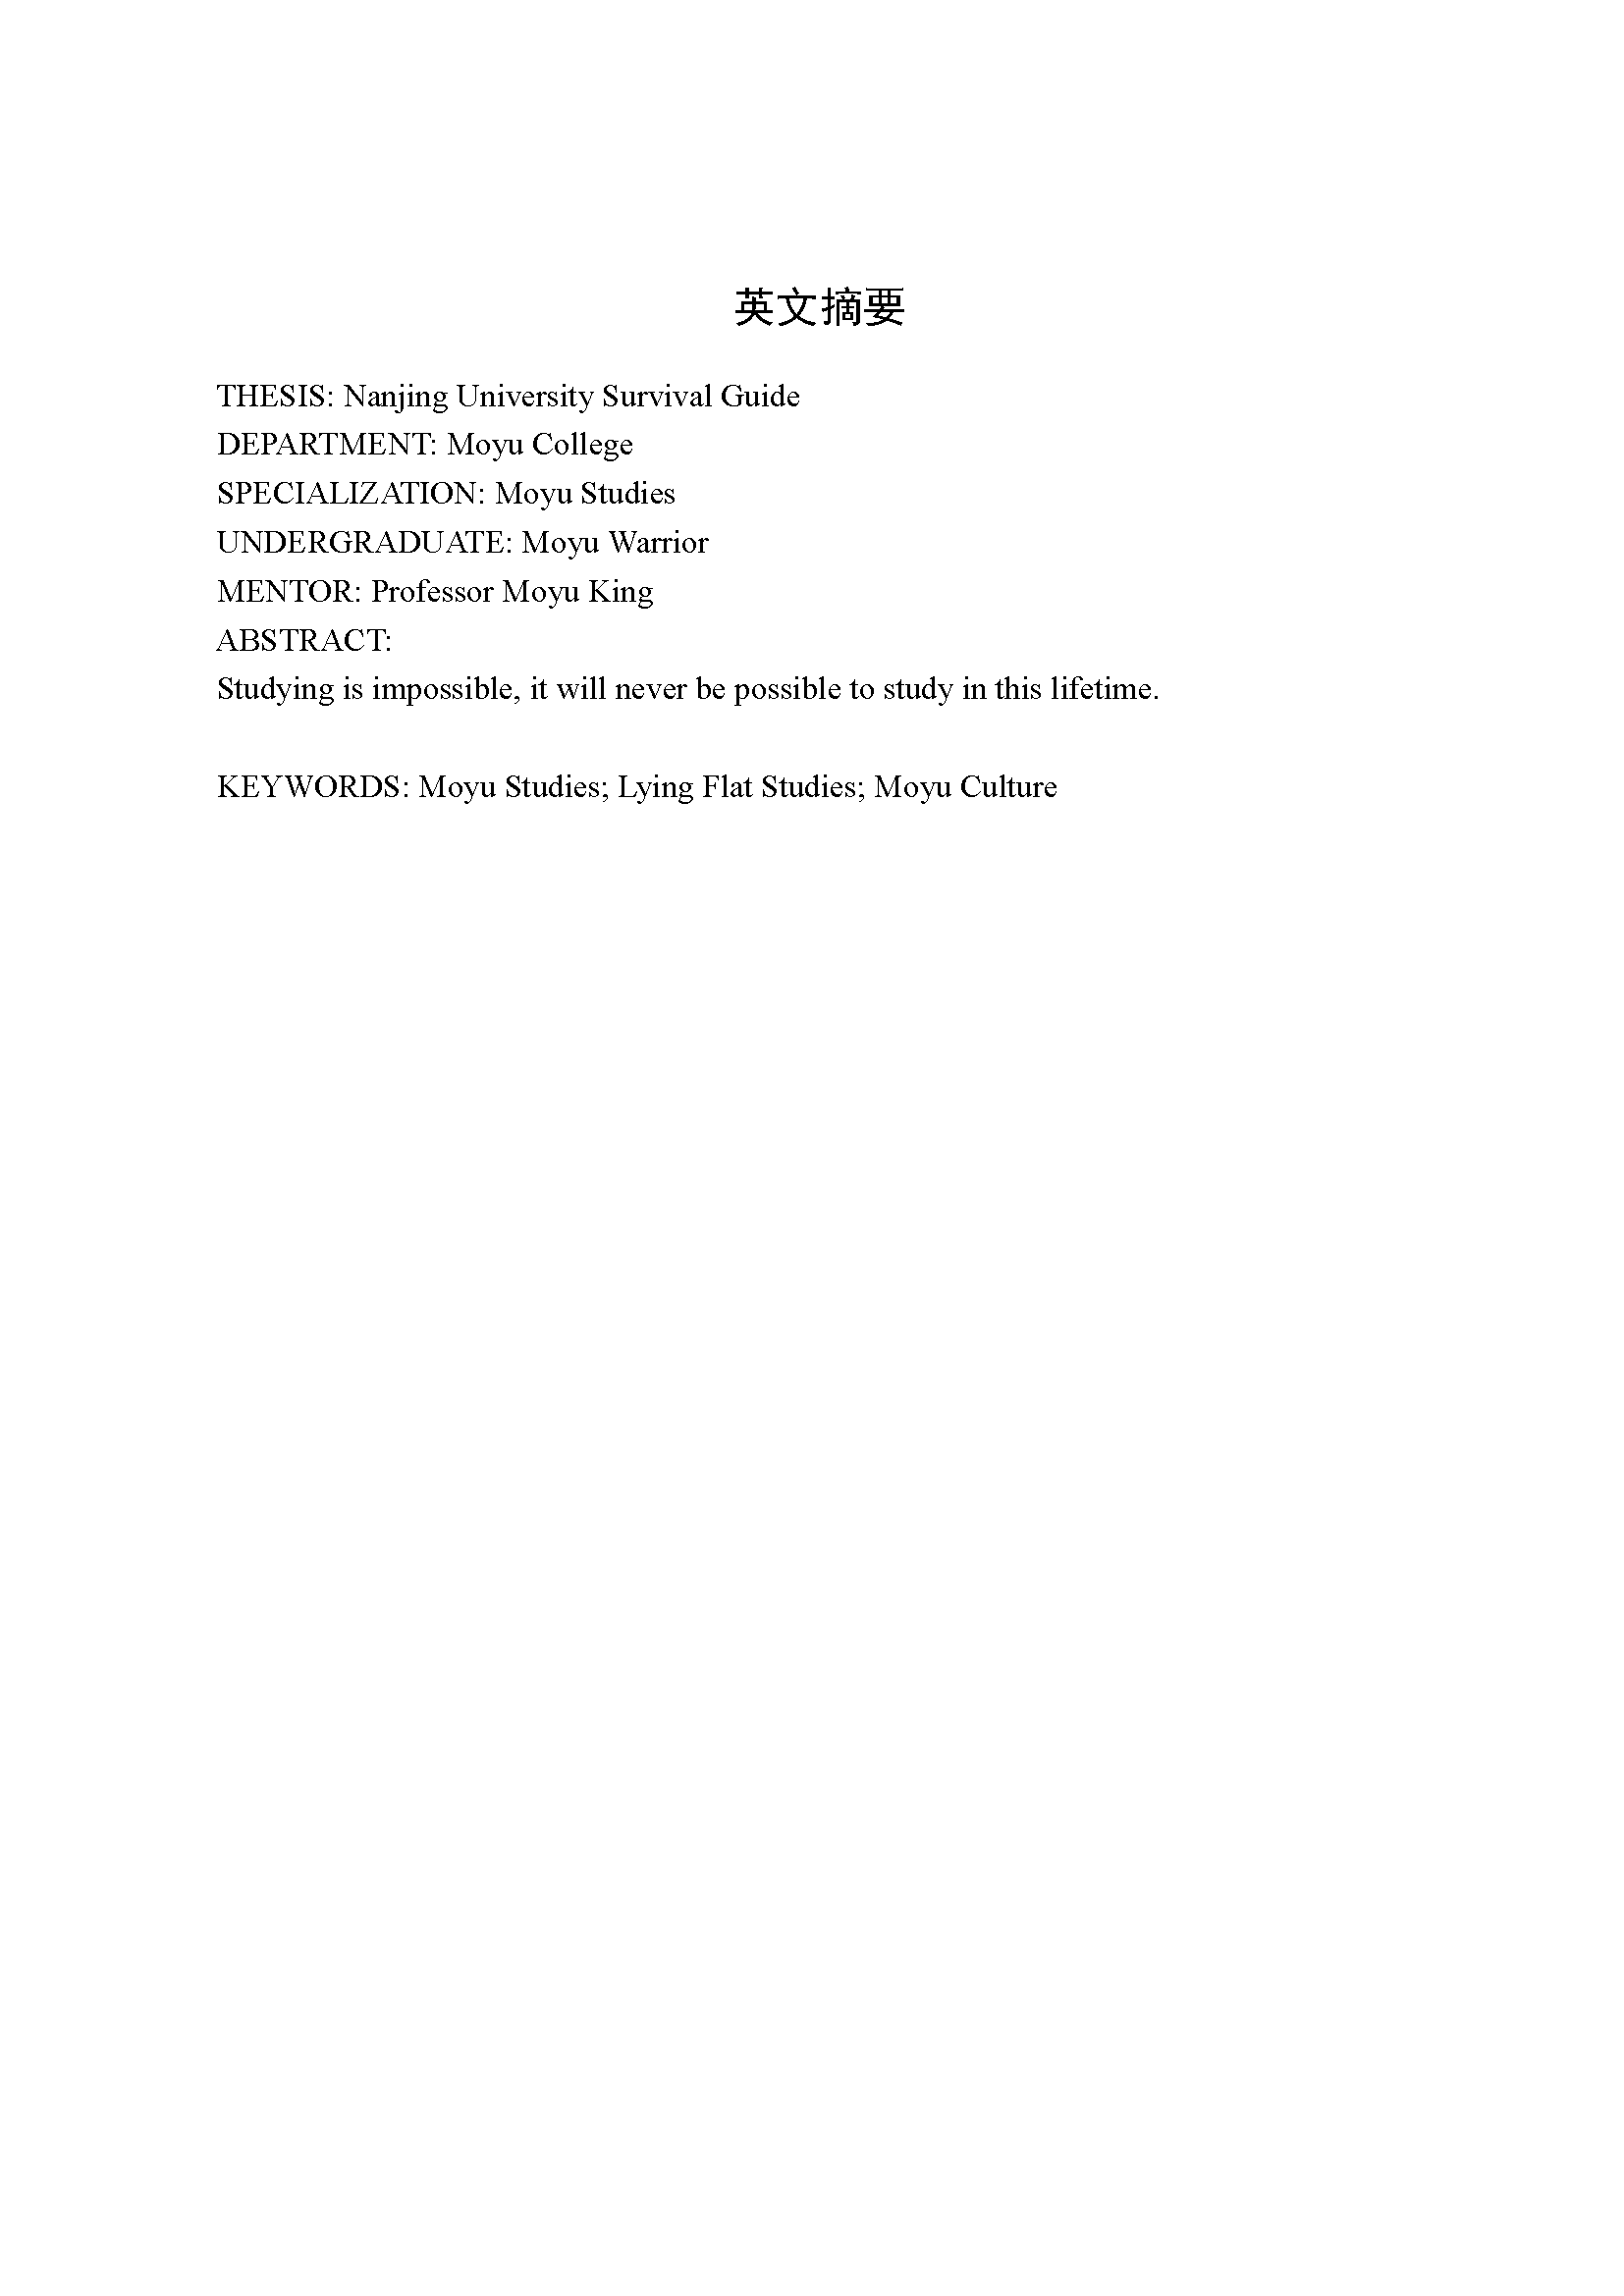 英文摘要
THESIS: Nanjing University Survival Guide
DEPARTMENT: Moyu College
SPECIALIZATION: Moyu Studies
UNDERGRADUATE: Moyu Warrior
MENTOR: Professor Moyu King
ABSTRACT:
Studying is impossible, it will never be possible to study in this lifetime.
KEYWORDS: Moyu Studies; Lying Flat Studies; Moyu Culture